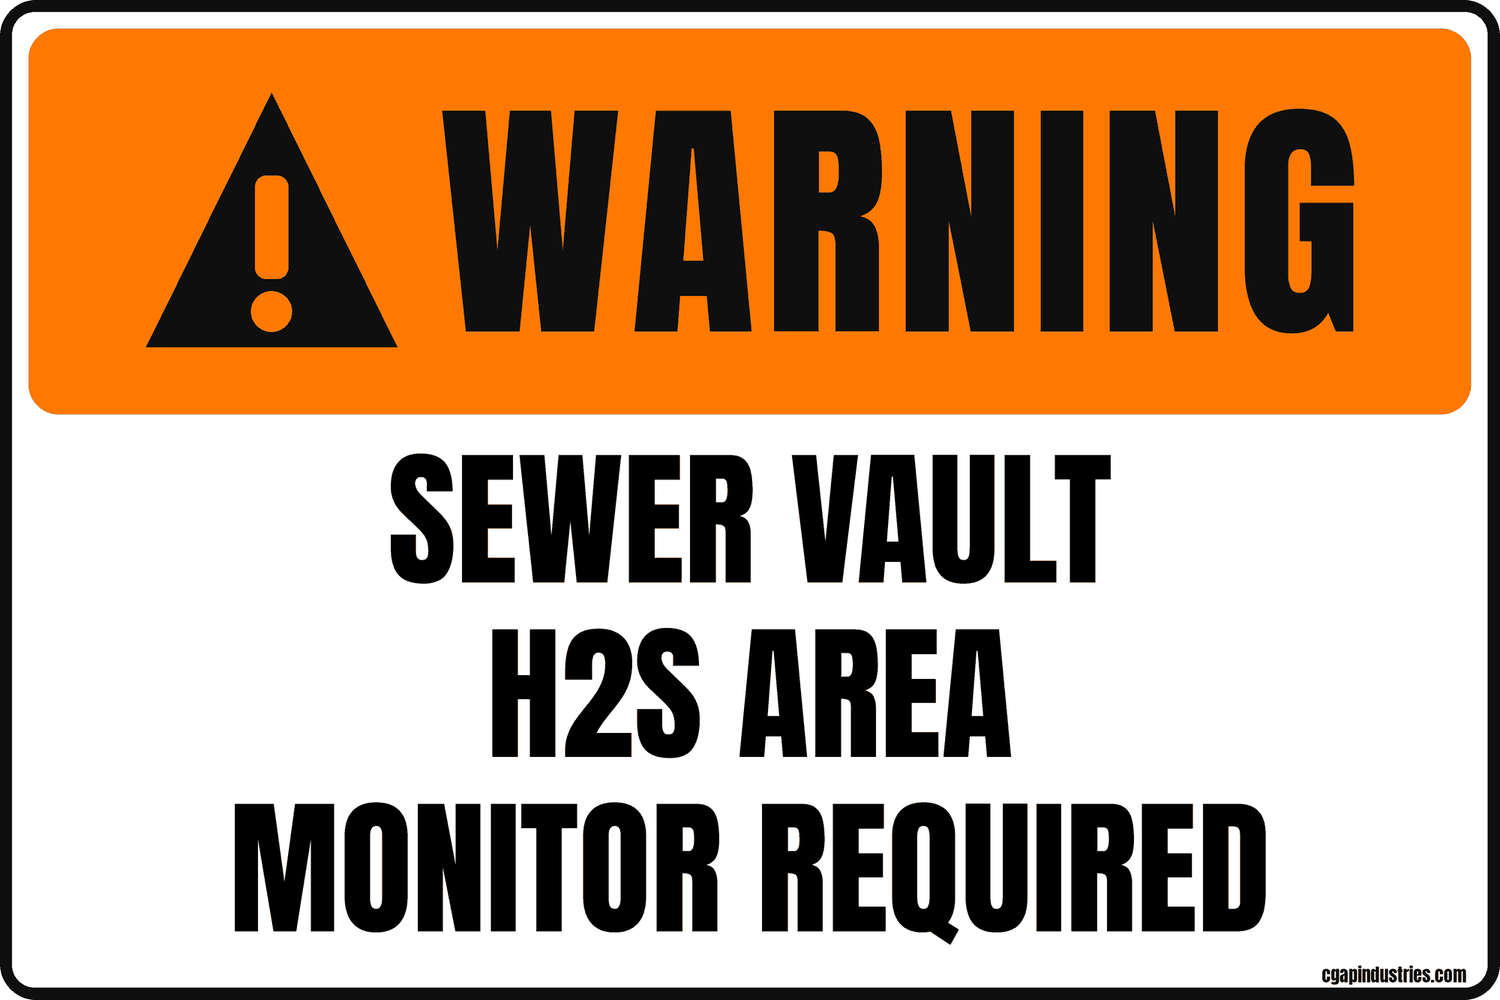 WARNING
SEWER VAULT
H2S AREA
MONITOR REQUIRED
cgapindustries.com